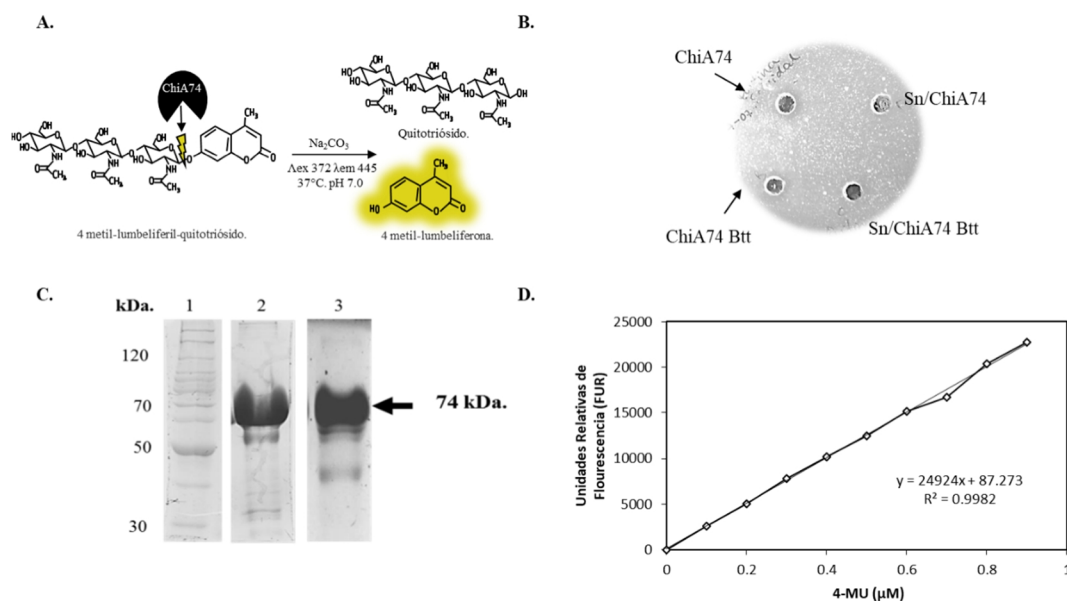 A.
ChiA74
4 metil-lumbeliferil-quitotriósido.
Na₂CO₃
Λex 372 λem 445
37°C. pH 7.0
Quitotriósido.
4 metil-lumbeliferona.
B.
ChiA74
Sn/ChiA74
ChiA74 Btt
Sn/ChiA74 Btt
C.
kDa. 1 2 3
120
70
50
30
74 kDa.
D.
Unidades Relativas de
Flourescencia (FUR)
25000
20000
15000
10000
5000
0
0 0.2 0.4 0.6 0.8 1
4-MU (µM)
y = 24924x + 87.273
R² = 0.9982